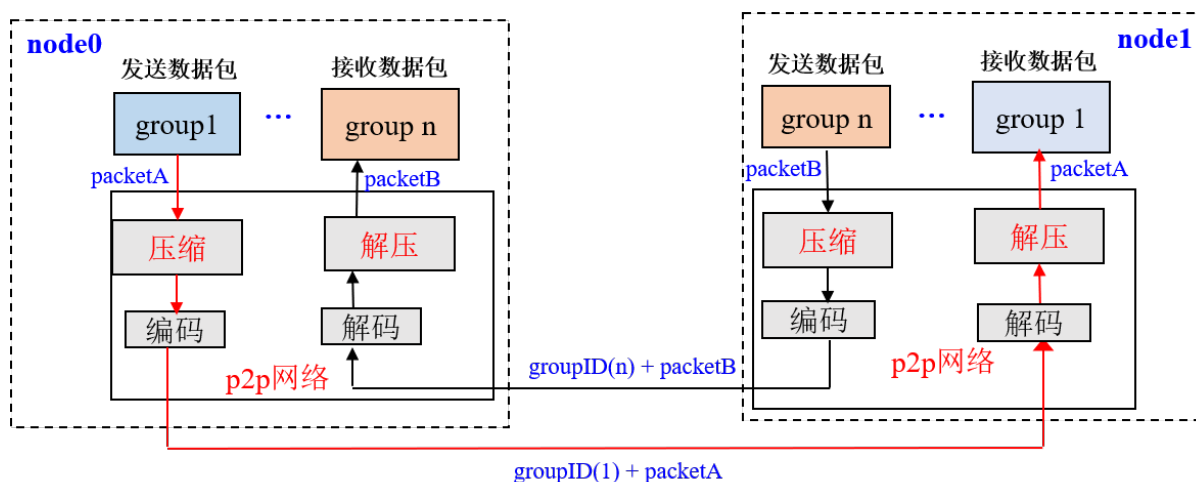 node0
发送数据包
接收数据包
group1
...
group n
packetA
packetB
压缩
解压
编码
解码
p2p网络
node1
发送数据包
接收数据包
group n
...
group 1
packetB
packetA
压缩
解压
编码
解码
p2p网络
groupID(n) + packetB
groupID(1) + packetA